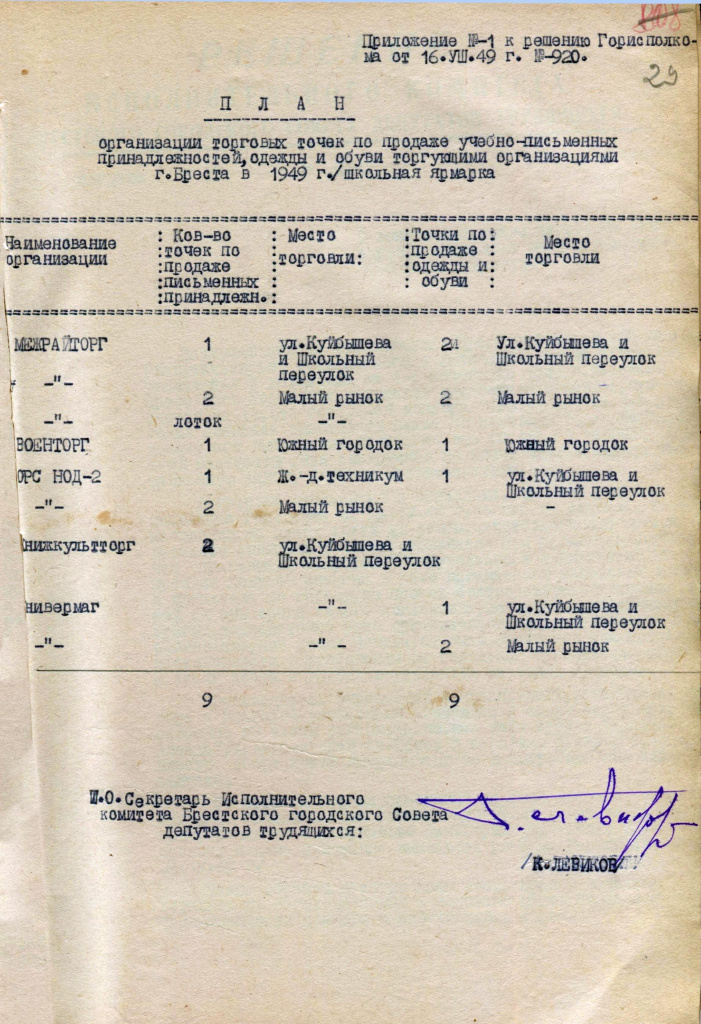 29
Приложение №-1 к решению Горисполко-
ма от 16.УШ.49 г. №-920.
П Л А Н
организации торговых точек по продаже учебно-письменных
принадлежностей,одежды и обуви торгующими организациями
г.Бреста в 1949 г./школьная ярмарка
Наименование : Ков-во : Место :Точки по: Место
организации :точек по :торговли: :продаже : торговли
:продаже : :одежды и:
:письменных : : обуви :
:принадлежн.:
МЕЖРАЙТОРГ 1 ул.Куйбышева 2 Ул.Куйбышева и
и Школьный Школьный переулок
-"- переулок
2 Малый рынок 2 Малый рынок
-"- лоток -"-
ВОЕНТОРГ 1 Южный городок 1 Южный городок
ОРС НОД-2 1 Ж.-д.техникум 1 ул.Куйбышева и
Школьный переулок
-"- 2 Малый рынок -
нижкультторг 2 ул.Куйбышева и
Школьный переулок
нивермаг -"- 1 ул.Куйбышева и
Школьный переулок
-"- -" - 2 Малый рынок
9 9
И.О.Секретарь Исполнительного
комитета Брестского городского Совета
депутатов трудящихся:
/К.ЛЕВИКОВ